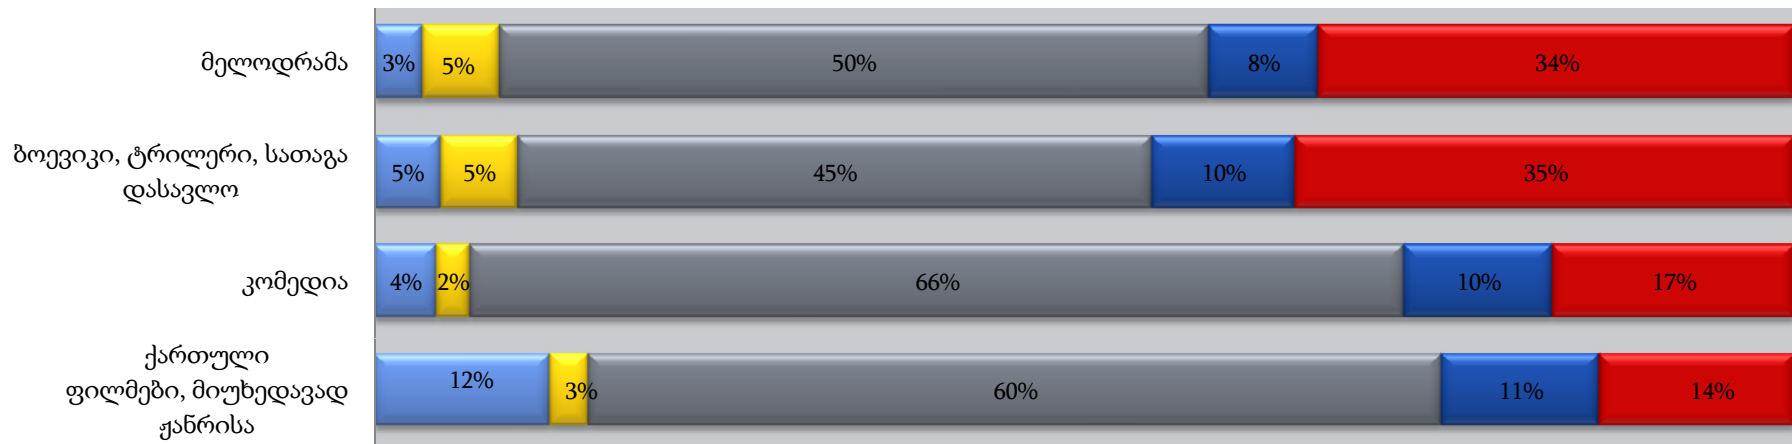 მელოდრამა
3% 5% 50% 8% 34%
ბოევიკი, ტრილერი, სათაგა
დასავლო
5% 5% 45% 10% 35%
კომედია
4% 2% 66% 10% 17%
ქართული
ფილმები, მიუხედავად
ჟანრისა
12% 3% 60% 11% 14%